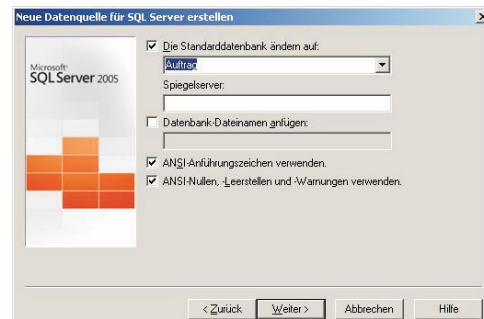 Neue Datenquelle für SQL Server erstellen
Microsoft
SQL Server 2005
Die Standarddatenbank ändern auf:
Auftrag
Spiegelserver:
Datenbank-Dateinamen anfügen:
ANSI-Anführungszeichen verwenden.
ANSI-Nullen, -Leerstellen und -Warnungen verwenden.
< Zurück
Weiter >
Abbrechen
Hilfe